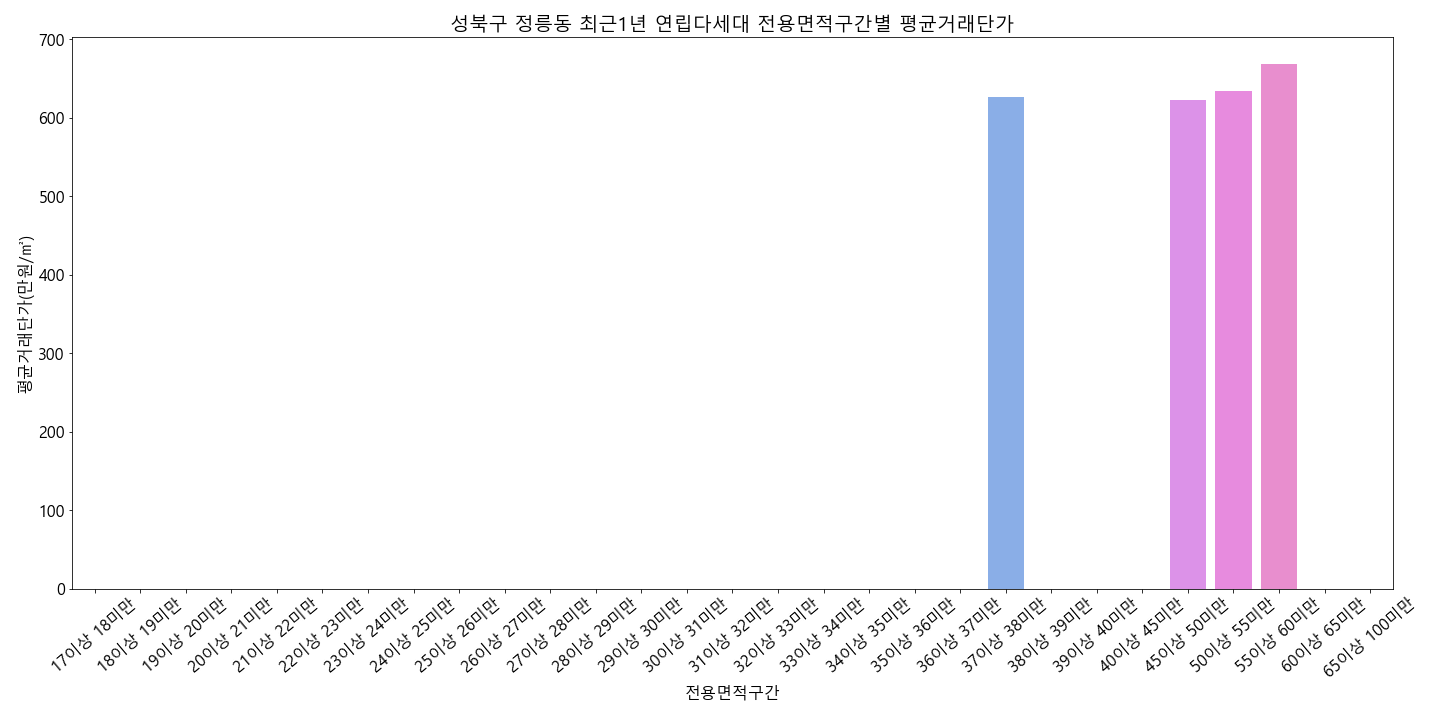 성북구 정릉동 최근1년 연립다세대 전용면적구간별 평균거래단가
평균거래단가(만원/㎡)
700
600
500
400
300
200
100
0
17이상 18미만
18이상 19미만
19이상 20미만
20이상 21미만
21이상 22미만
22이상 23미만
23이상 24미만
24이상 25미만
25이상 26미만
26이상 27미만
27이상 28미만
28이상 29미만
29이상 30미만
30이상 31미만
31이상 32미만
32이상 33미만
33이상 34미만
34이상 35미만
35이상 36미만
36이상 37미만
37이상 38미만
38이상 39미만
39이상 40미만
40이상 45미만
45이상 50미만
50이상 55미만
55이상 60미만
60이상 65미만
65이상 100미만
전용면적구간